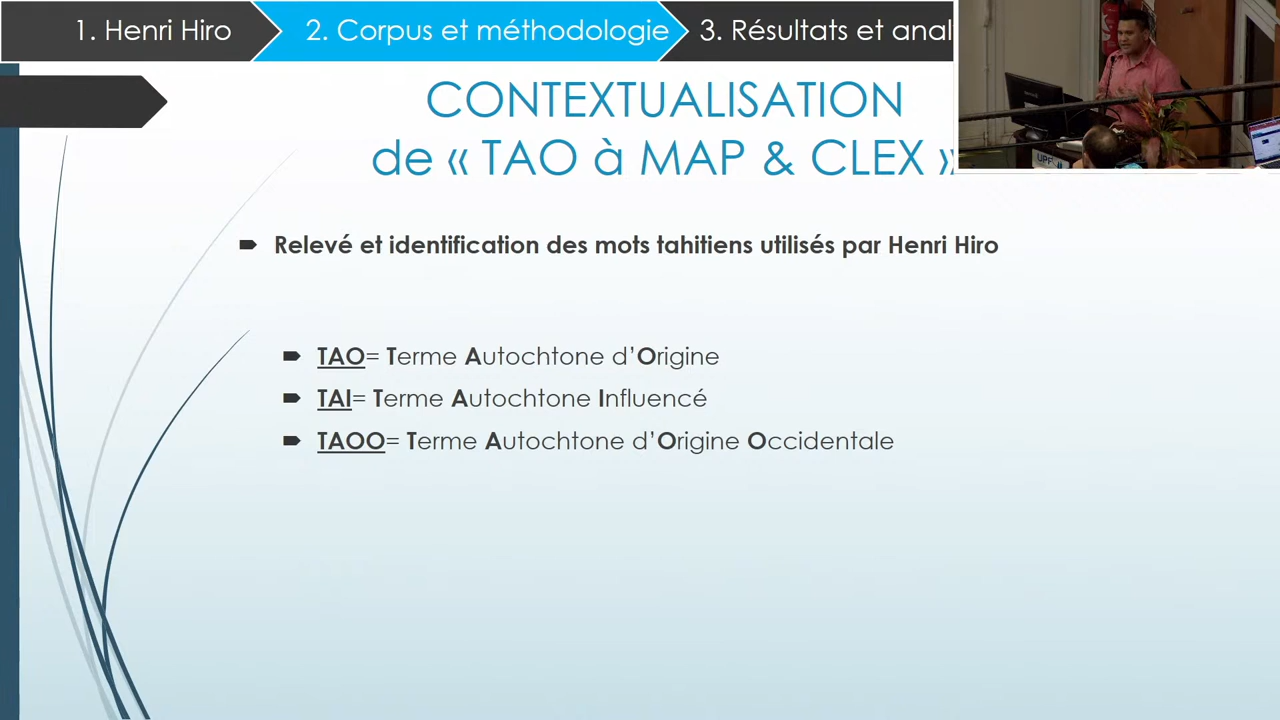 1. Henri Hiro
2. Corpus et méthodologie
3. Résultats et anal
CONTEXTUALISATION
de « TAO à MAP & CLEX »
UPF
Relevé et identification des mots tahitiens utilisés par Henri Hiro
TAO= Terme Autochtone d’Origine
TAI= Terme Autochtone Influencé
TAOO= Terme Autochtone d’Origine Occidentale